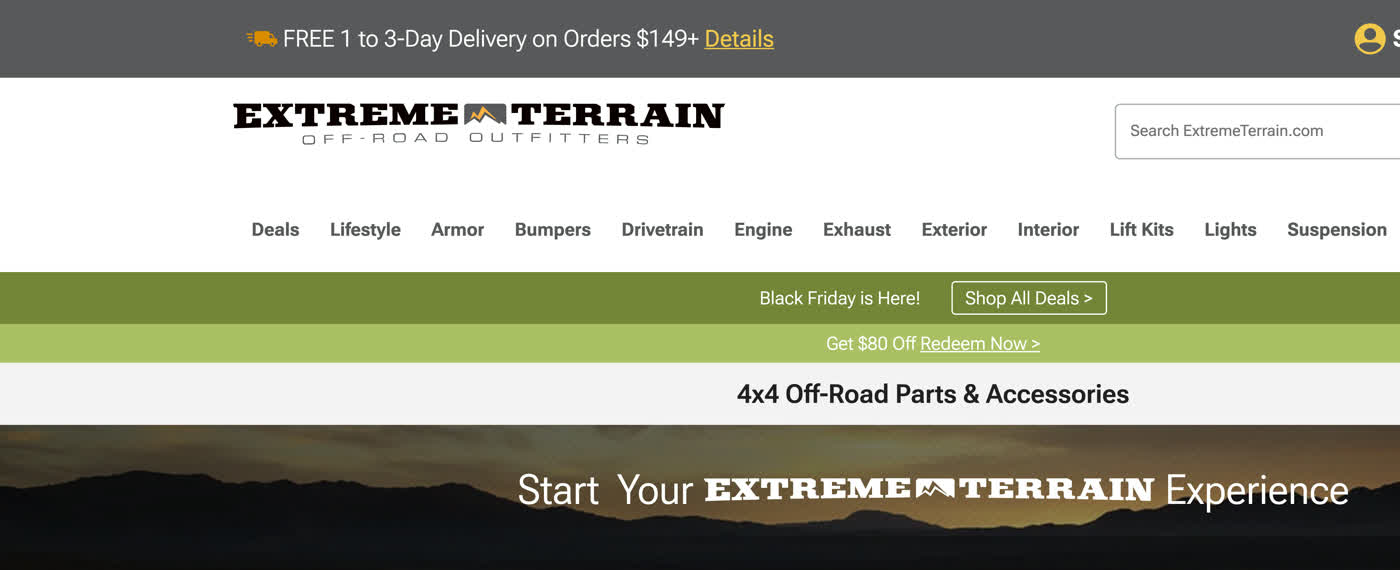 FREE 1 to 3-Day Delivery on Orders $149+ Details
EXTREME TERRAIN
OFF-ROAD OUTFITTERS
Search ExtremeTerrain.com
Deals Lifestyle Armor Bumpers Drivetrain Engine Exhaust Exterior Interior Lift Kits Lights Suspension
Black Friday is Here! Shop All Deals >
Get $80 Off Redeem Now >
4x4 Off-Road Parts & Accessories
Start Your EXTREME TERRAIN Experience